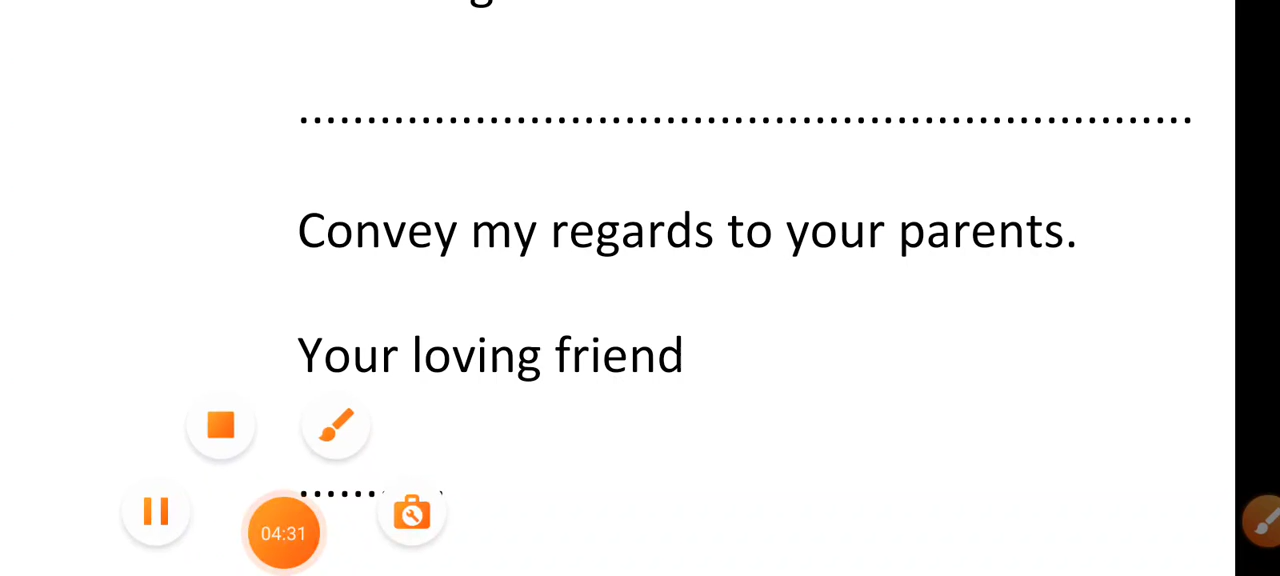 ..................................................................
Convey my regards to your parents.
Your loving friend
.......
04:31